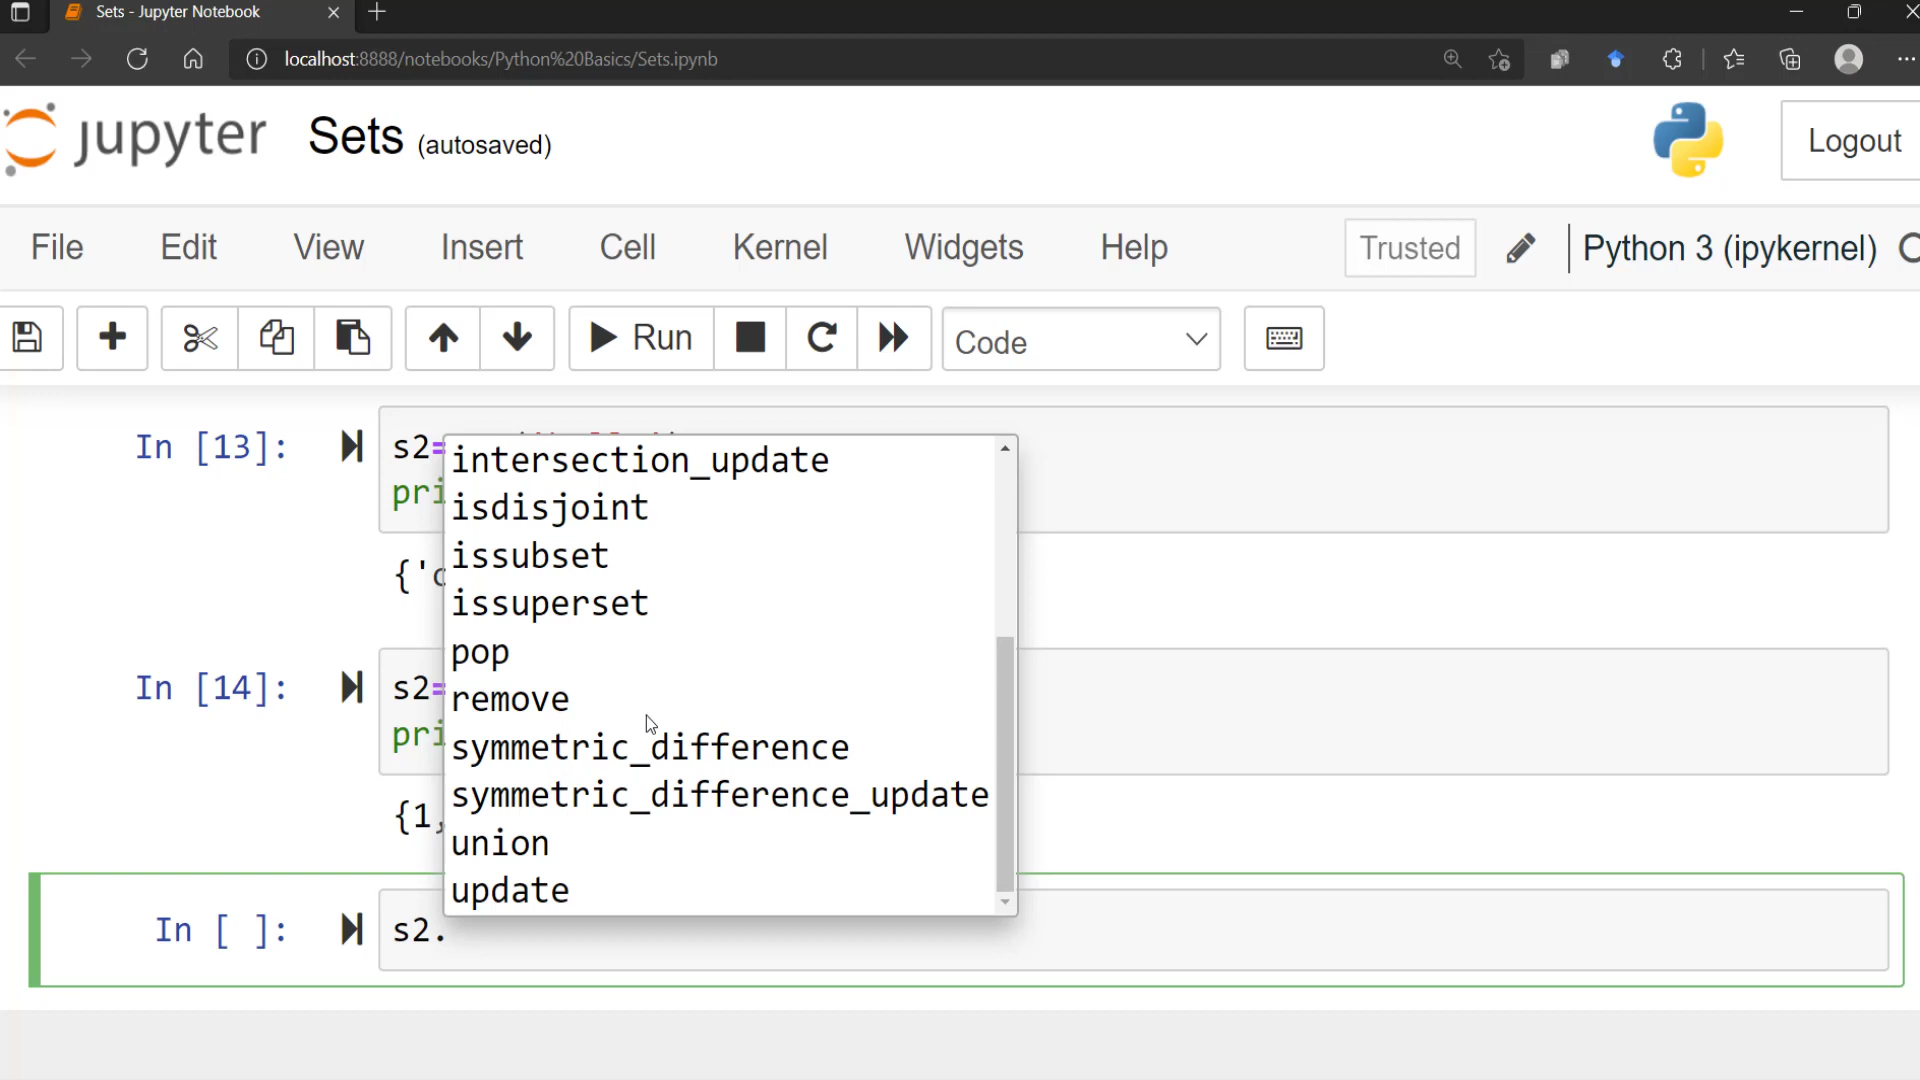 Sets - Jupyter Notebook
localhost:8888/notebooks/Python%20Basics/Sets.ipynb
jupyter Sets (autosaved)
Logout
File Edit View Insert Cell Kernel Widgets Help Trusted Python 3 (ipykernel)
Run Code
In [13]: s2=
pri
{'c
In [14]: s2=
pri
{1,
intersection_update
isdisjoint
issubset
issuperset
pop
remove
symmetric_difference
symmetric_difference_update
union
update
In [ ]: s2.